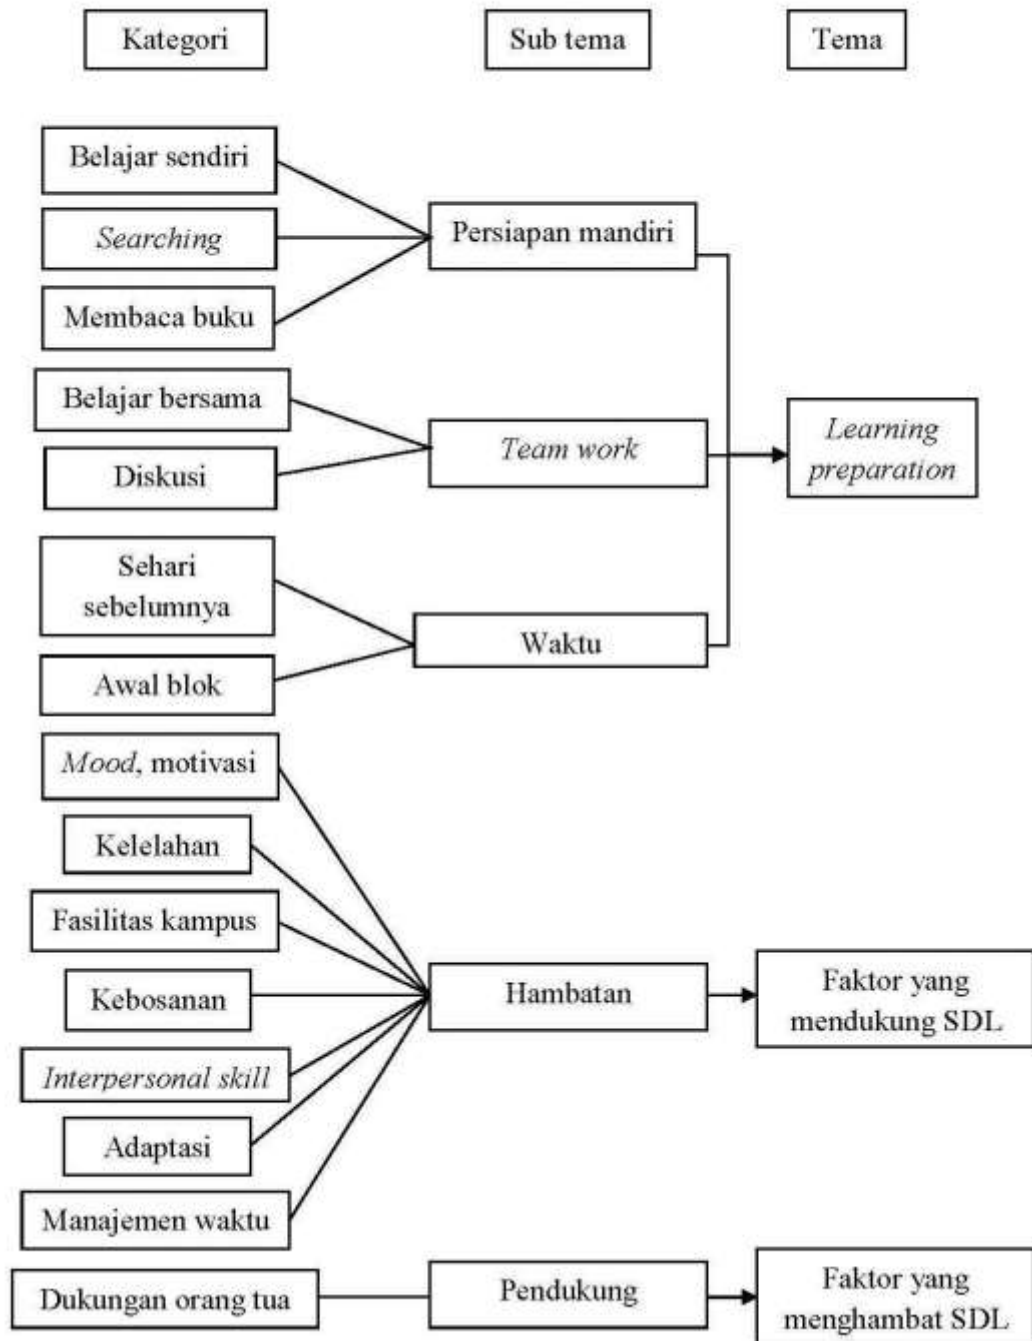 Kategori
Sub tema
Tema
Belajar sendiri
Searching
Membaca buku
Persiapan mandiri
Belajar bersama
Diskusi
Team work
Learning
preparation
Sehari
sebelumnya
Awal blok
Waktu
Mood, motivasi
Kelelahan
Fasilitas kampus
Kebosanan
Interpersonal skill
Adaptasi
Manajemen waktu
Hambatan
Faktor yang
mendukung SDL
Dukungan orang tua
Pendukung
Faktor yang
menghambat SDL